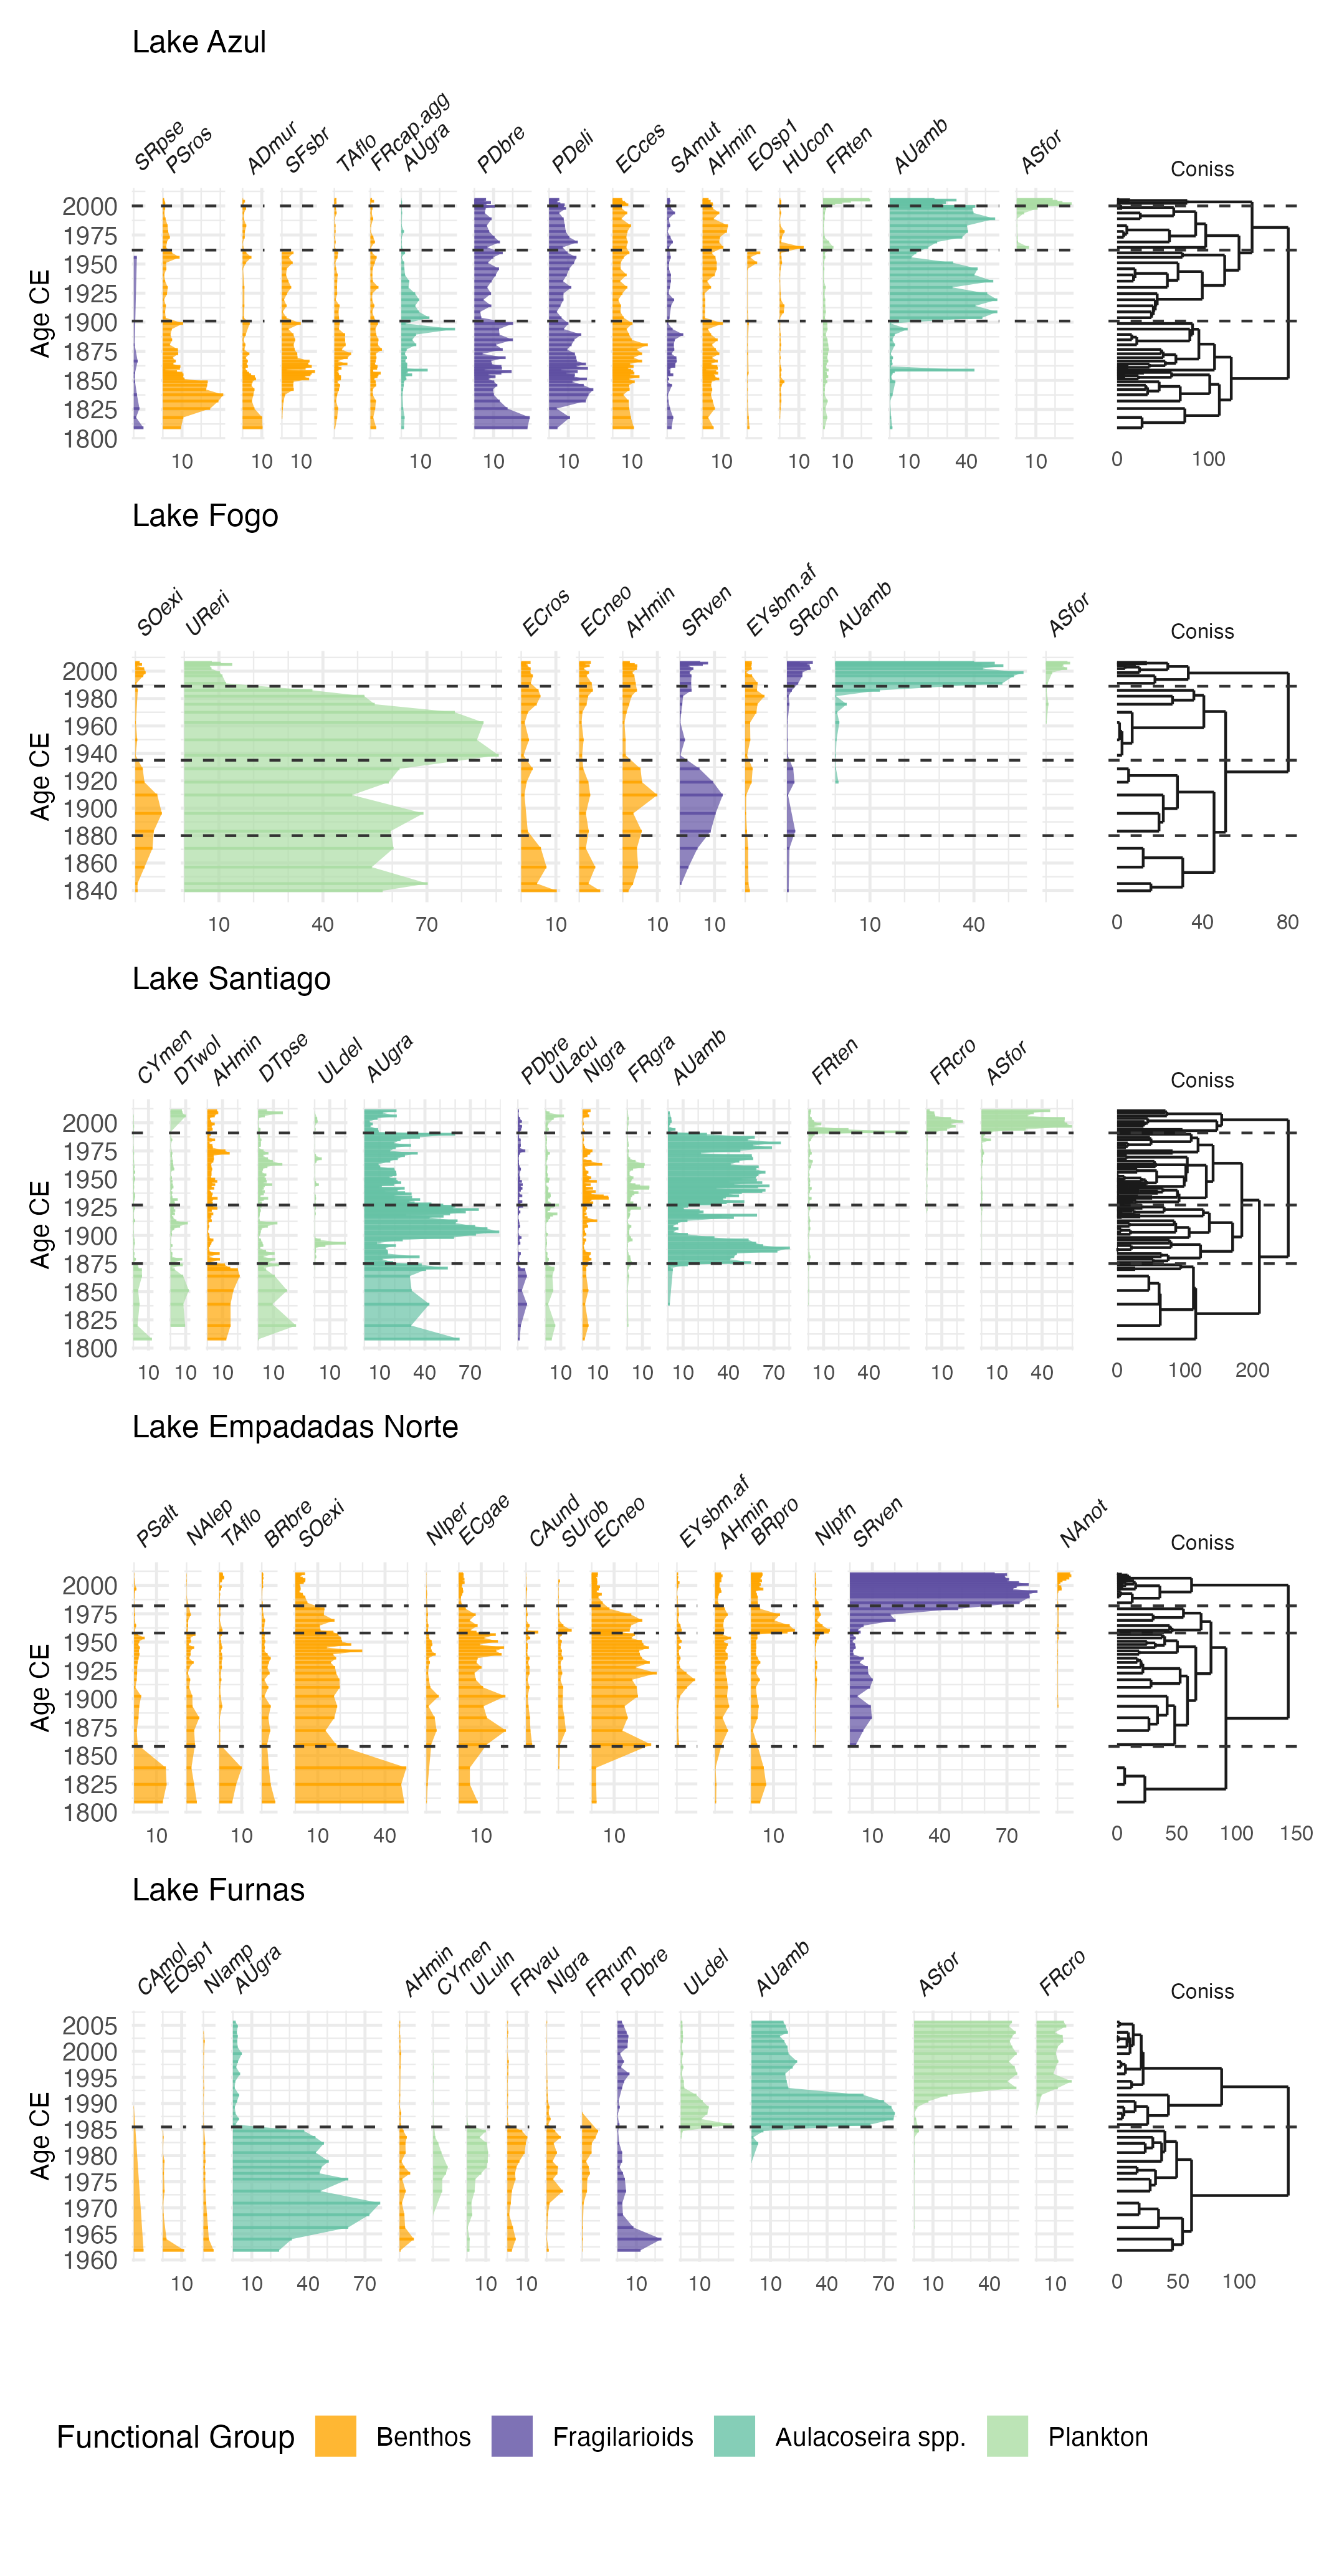 Lake Azul
SRpse PSros ADmur SFsbr TAflo FRcap.agg AUgra PDbre PDeli ECces SAmut AHmin EOsp1 HUcon FRten AUamb ASfor Coniss
Age CE
2000
1975
1950
1925
1900
1875
1850
1825
1800
10 10 10 10 10 10 10 10 10 10 10 40 10 0 100
Lake Fogo
SOexi UReri ECros ECneo AHmin SRven EYsbm.af SRcon AUamb ASfor Coniss
Age CE
2000
1980
1960
1940
1920
1900
1880
1860
1840
10 40 70 10 10 10 10 40 0 40 80
Lake Santiago
CYmen DTwol AHmin DTpse ULdel AUgra PDbre ULacu NIgra FRgra AUamb FRten FRcro ASfor Coniss
Age CE
2000
1975
1950
1925
1900
1875
1850
1825
1800
10 10 10 10 10 10 40 70 10 10 10 10 40 70 10 40 10 10 40 0 100 200
Lake Empadadas Norte
PSalt NAlep TAflo BRbre SOexi NIper ECgae CAund SUrob ECneo EYsbm.af AHmin BRpro NIpfn SRven NAnot Coniss
Age CE
2000
1975
1950
1925
1900
1875
1850
1825
1800
10 10 10 40 10 10 10 10 40 70 0 50 100 150
Lake Furnas
CAmol EOsp1 NIamp AUgra AHmin CYmen ULuln FRvau NIgra FRrum PDbre ULdel AUamb ASfor FRcro Coniss
Age CE
2005
2000
1995
1990
1985
1980
1975
1970
1965
1960
10 10 40 70 10 10 10 10 10 40 70 10 40 10 0 50 100
Functional Group Benthos Fragilarioids Aulacoseira spp. Plankton